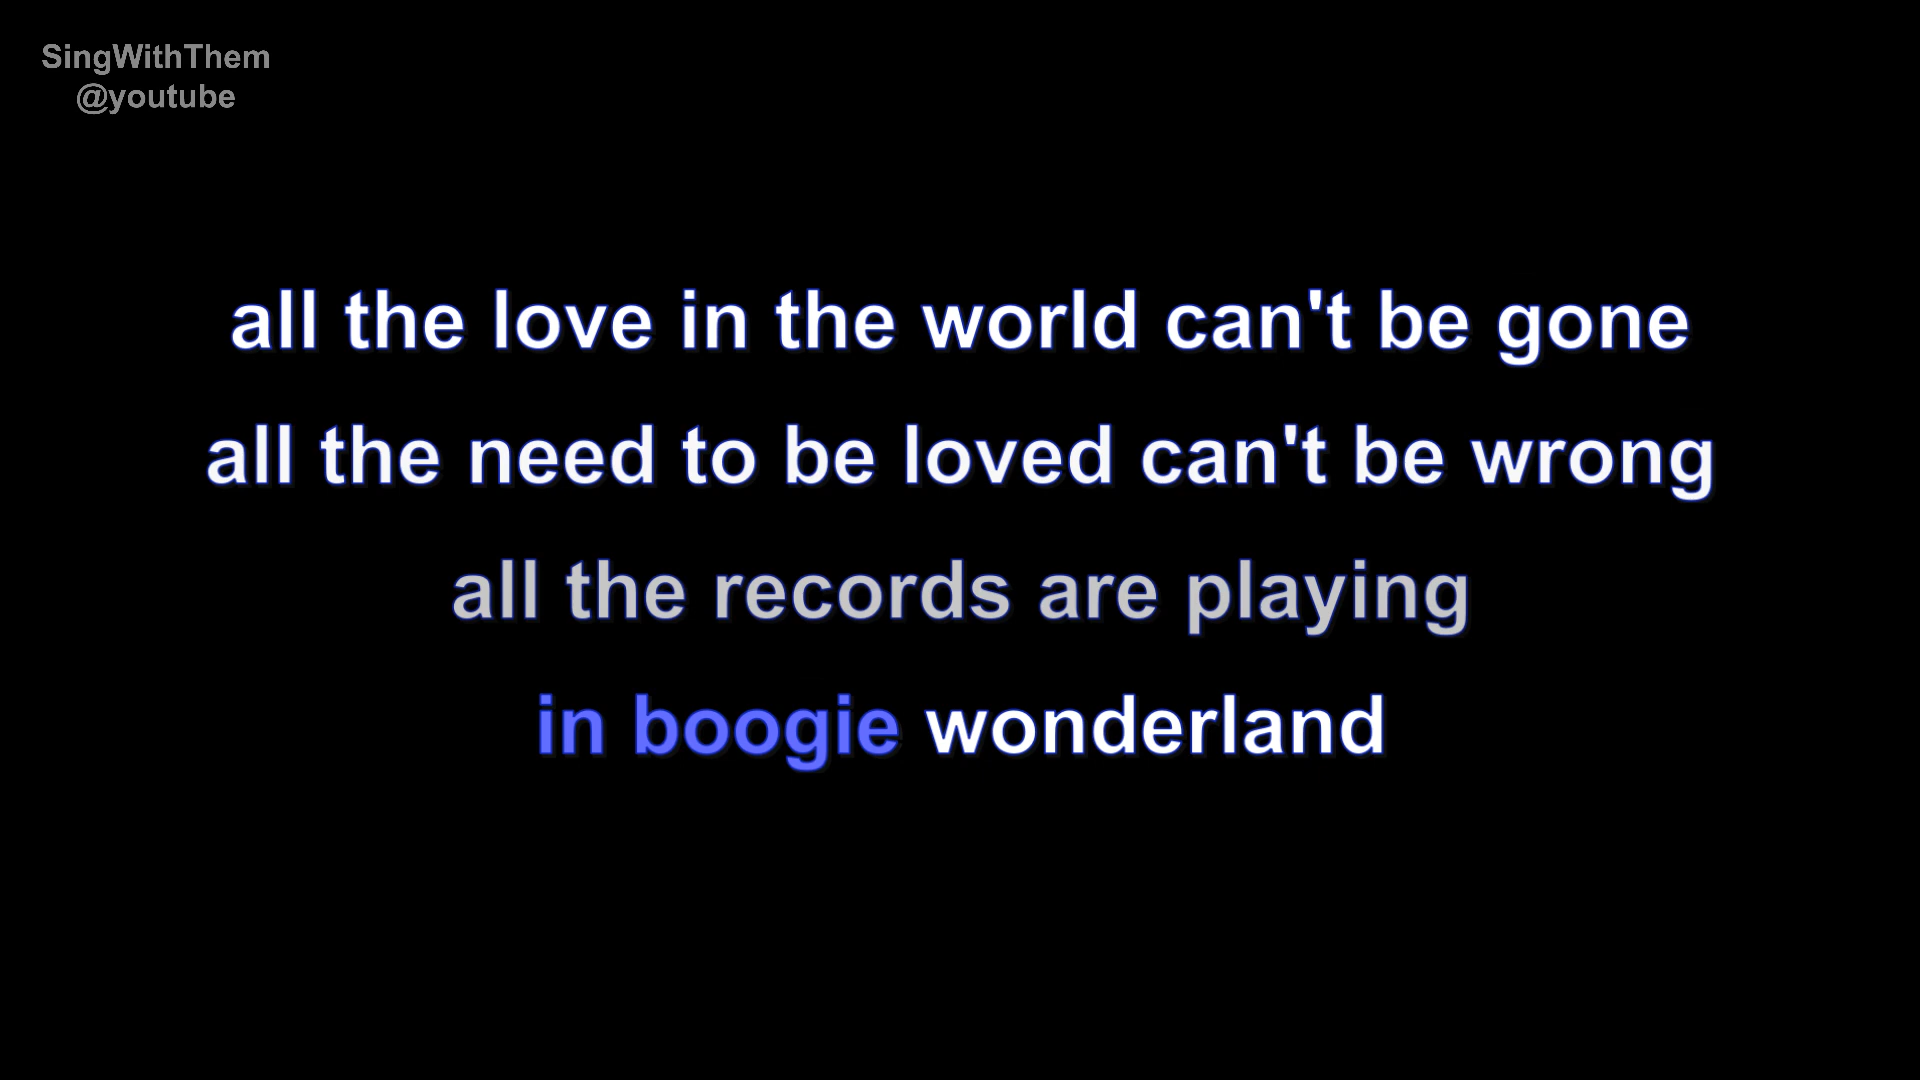 SingWithThem
@youtube
all the love in the world can't be gone
all the need to be loved can't be wrong
all the records are playing
in boogie wonderland